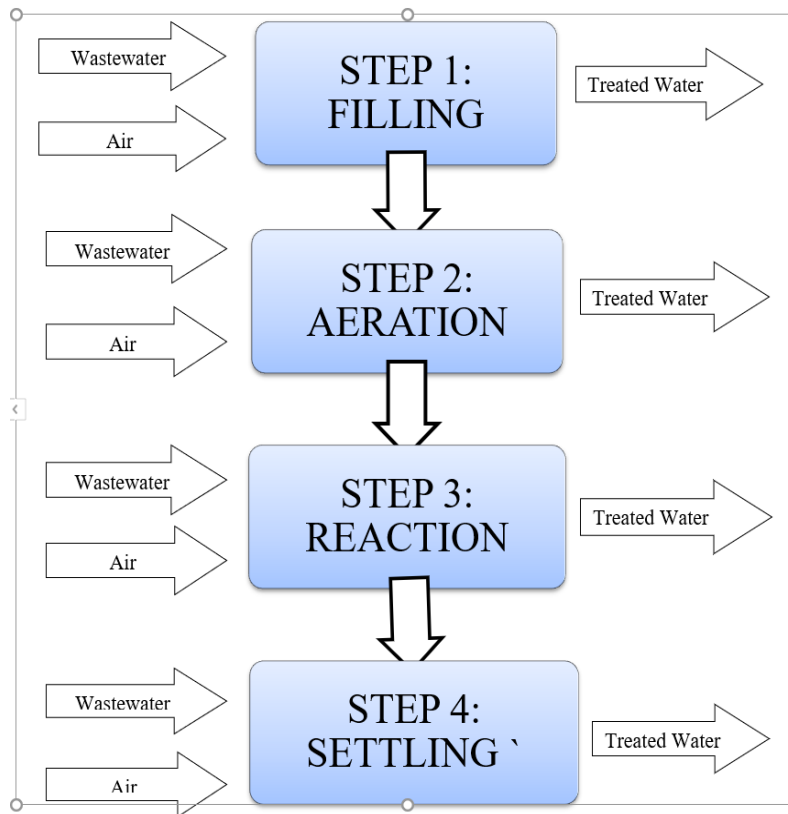 Wastewater
Air
STEP 1:
FILLING
Treated Water
Wastewater
Air
STEP 2:
AERATION
Treated Water
Wastewater
Air
STEP 3:
REACTION
Treated Water
Wastewater
Air
STEP 4:
SETTLING `
Treated Water